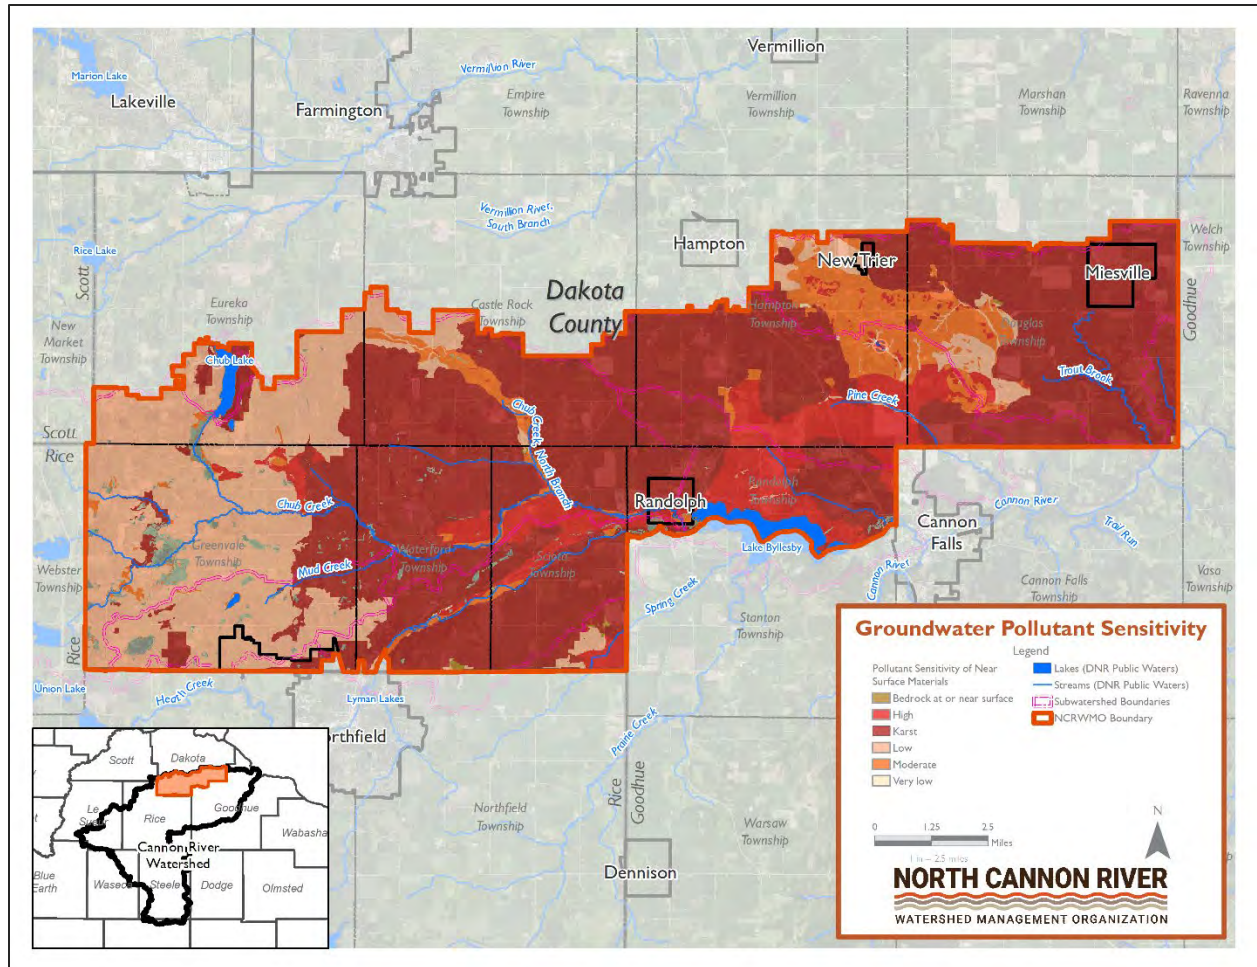 Vermillion
Marion Lake
Lakeville
Farmington
Vermillion River
Empire
Township
Vermillion
Township
Marshan
Township
Ravenna
Township
Vermillion River,
South Branch
Rice Lake
Scott
Hampton
New Trier
Miesville
Welch
Township
Goodhue
Dakota
County
Eureka
Township
Castle Rock
Township
Hampton
Township
Douglas
Township
New
Market
Township
Chub Lake
Trout Brook
Pine Creek
Chub Creek, North Branch
Scott
Rice
Chub Creek
Randolph
Randolph
Township
Cannon River
Trail Run
Cannon
Falls
Greenvale
Township
Waterford
Township
Sciota
Township
Mud Creek
Lake Byllesby
Cannon River
Webster
Township
Spring Creek
Cannon Falls
Township
Vasa
Township
Stanton
Township
Rice
Union Lake
Heath Creek
Lyman Lakes
orthfield
Prairie Creek
Rice
Goodhue
Northfield
Township
Warsaw
Township
Dennison
Groundwater Pollutant Sensitivity
Legend
Pollutant Sensitivity of Near
Surface Materials
Bedrock at or near surface
High
Karst
Low
Moderate
Very low
Lakes (DNR Public Waters)
Streams (DNR Public Waters)
Subwatershed Boundaries
NCRWMO Boundary
0 1.25 2.5
Miles
1 in = 2.5 miles
N
NORTH CANNON RIVER
WATERSHED MANAGEMENT ORGANIZATION
Scott
Dakota
Le
Sueur
Rice
Goodhue
Wabasha
Cannon River
Watershed
Blue
Earth
Waseca
Steele
Dodge
Olmsted